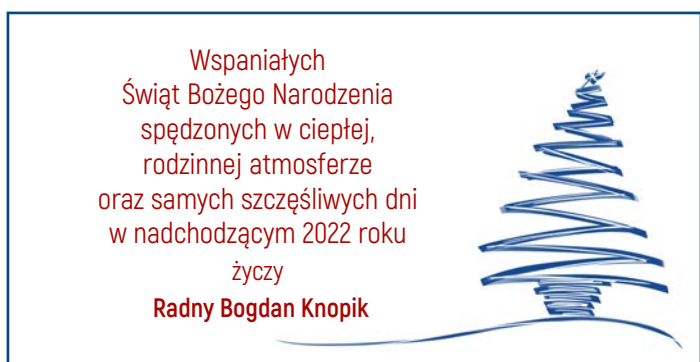 Wspaniałych
Świąt Bożego Narodzenia
spędzonych w ciepłej,
rodzinnej atmosferze
oraz samych szczęśliwych dni
w nadchodzącym 2022 roku
życzy
Radny Bogdan Knopik